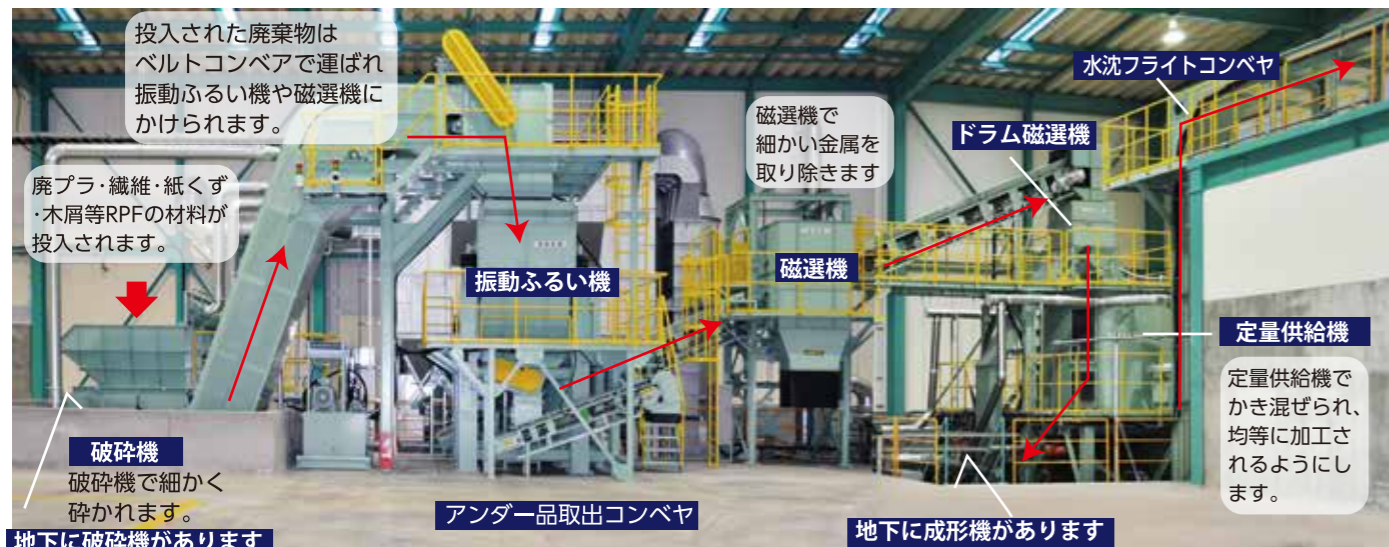 投入された廃棄物は
ベルトコンベアで運ばれ
振動ふるい機や磁選機に
かけられます。
廃プラ・繊維・紙くず
・木屑等RPFの材料が
投入されます。
破砕機
破砕機で細かく
砕かれます。
地下に破砕機があります
振動ふるい機
アンダー品取出コンベヤ
磁選機で
細かい金属を
取り除きます
磁選機
ドラム磁選機
水沈フライトコンベヤ
定量供給機
定量供給機で
かき混ぜられ、
均等に加工さ
れるようにし
ます。
地下に成形機があります